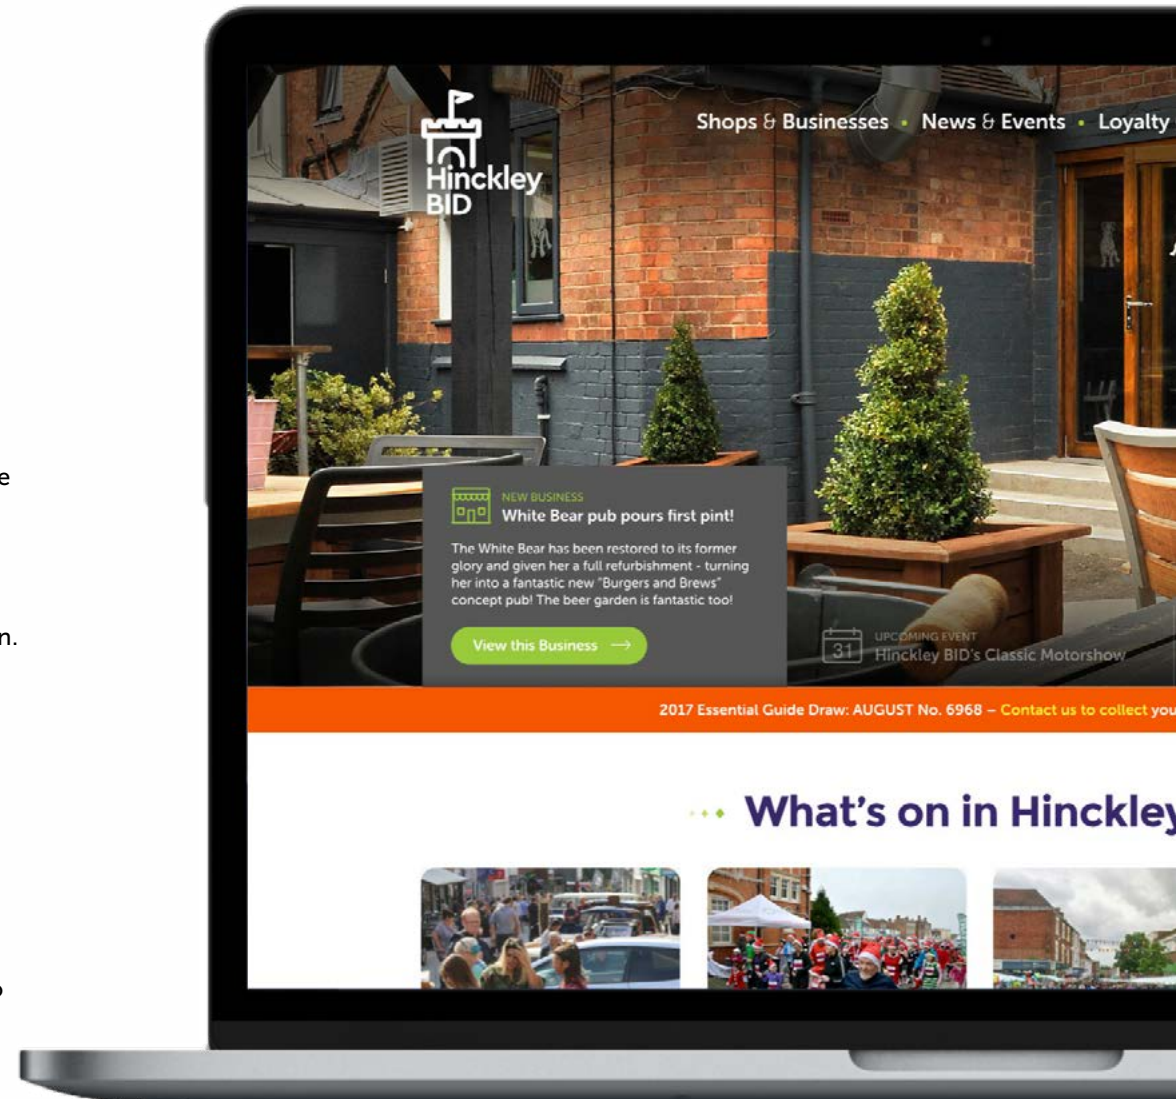 Hinckley
BID
Shops & Businesses • News & Events • Loyalty
e
n.
NEW BUSINESS
White Bear pub pours first pint!
The White Bear has been restored to its former
glory and given her a full refurbishment - turning
her into a fantastic new "Burgers and Brews"
concept pub! The beer garden is fantastic too!
View this Business →
31
UPCOMING EVENT
Hinckley BID's Classic Motorshow
2017 Essential Guide Draw: AUGUST No. 6968 – Contact us to collect you
What's on in Hinckley